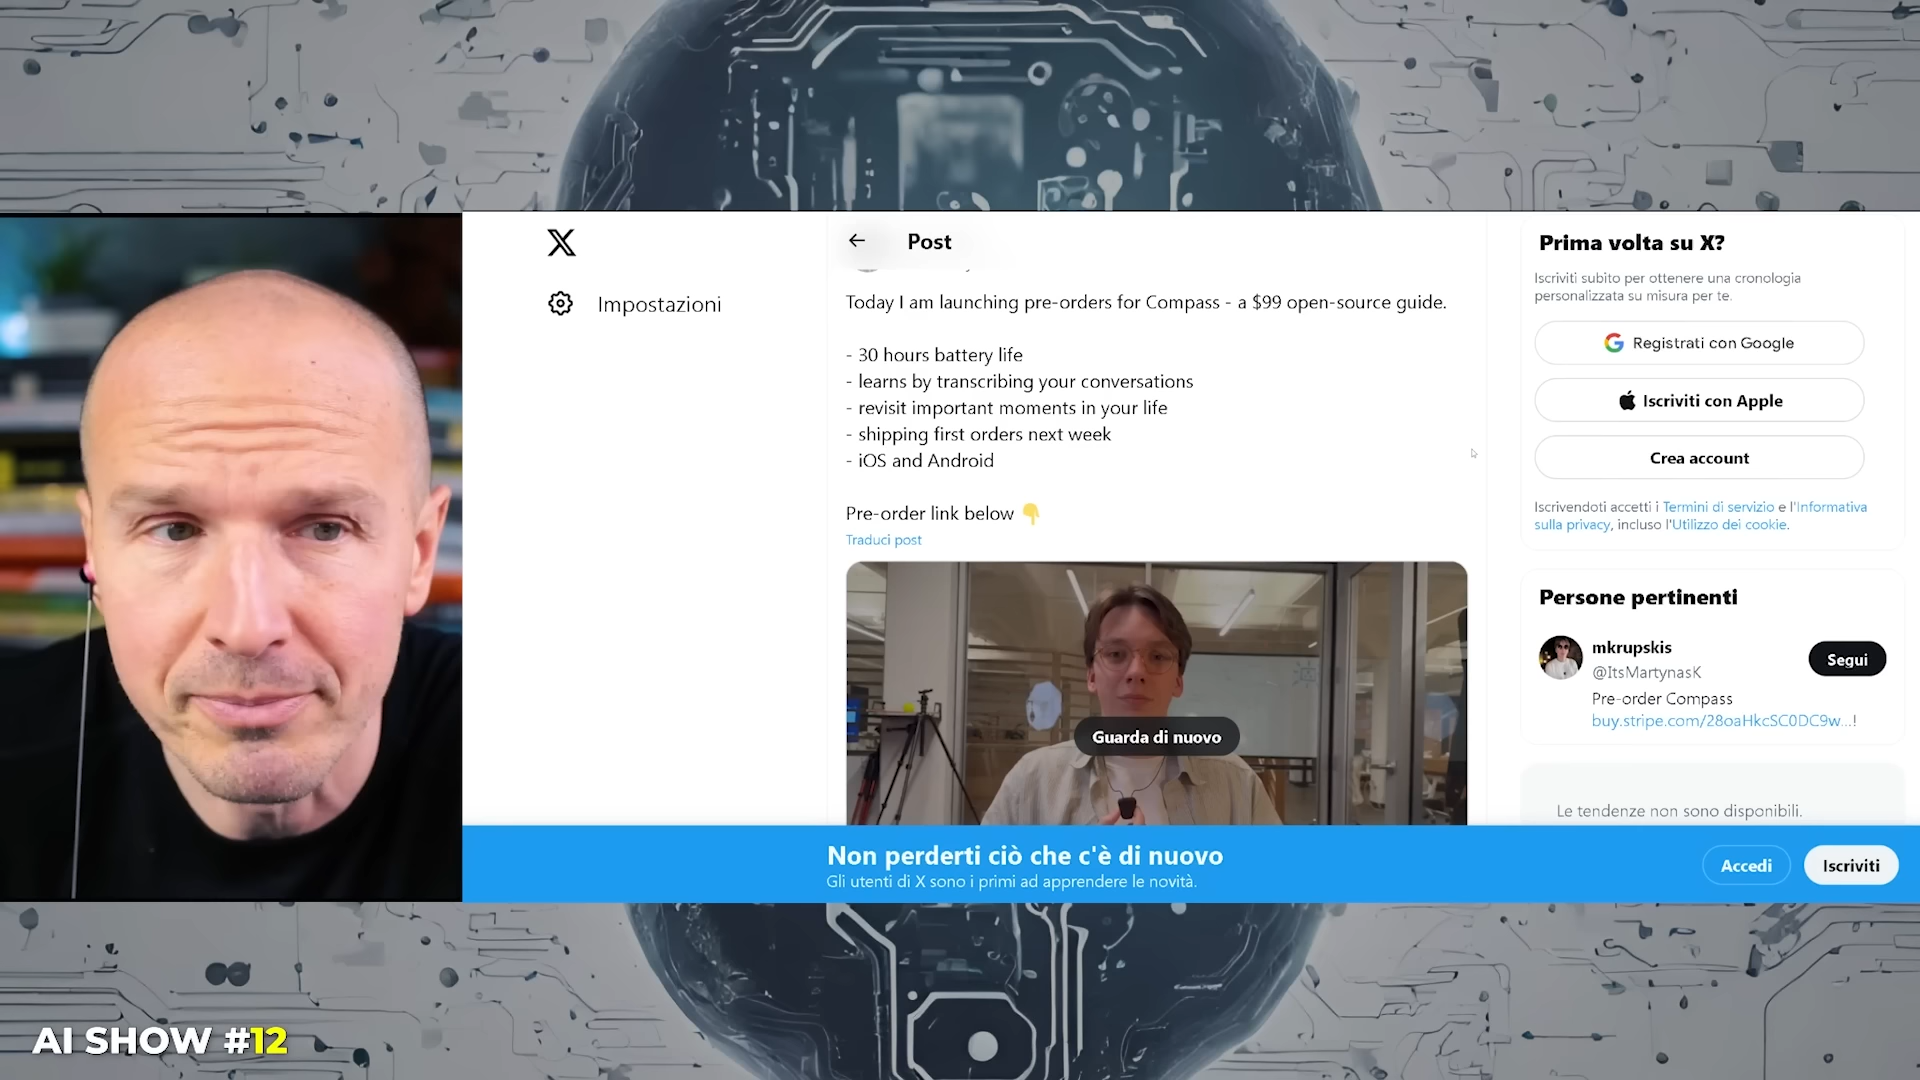 Post
Impostazioni
Today I am launching pre-orders for Compass - a $99 open-source guide.
- 30 hours battery life
- learns by transcribing your conversations
- revisit important moments in your life
- shipping first orders next week
- iOS and Android
Pre-order link below 👇
Traduci post
Guarda di nuovo
Prima volta su X?
Iscriviti subito per ottenere una cronologia
personalizzata su misura per te.
Registrati con Google
Iscriviti con Apple
Crea account
Iscrivendoti accetti i Termini di servizio e l'Informativa
sulla privacy, incluso l'Utilizzo dei cookie.
Persone pertinenti
mkrupskis
@ItsMartynasK
Segui
Pre-order Compass
buy.stripe.com/28oaHkcSC0DC9w...!
Le tendenze non sono disponibili.
Non perderti ciò che c'è di nuovo
Gli utenti di X sono i primi ad apprendere le novità.
Accedi
Iscriviti
AI SHOW #12